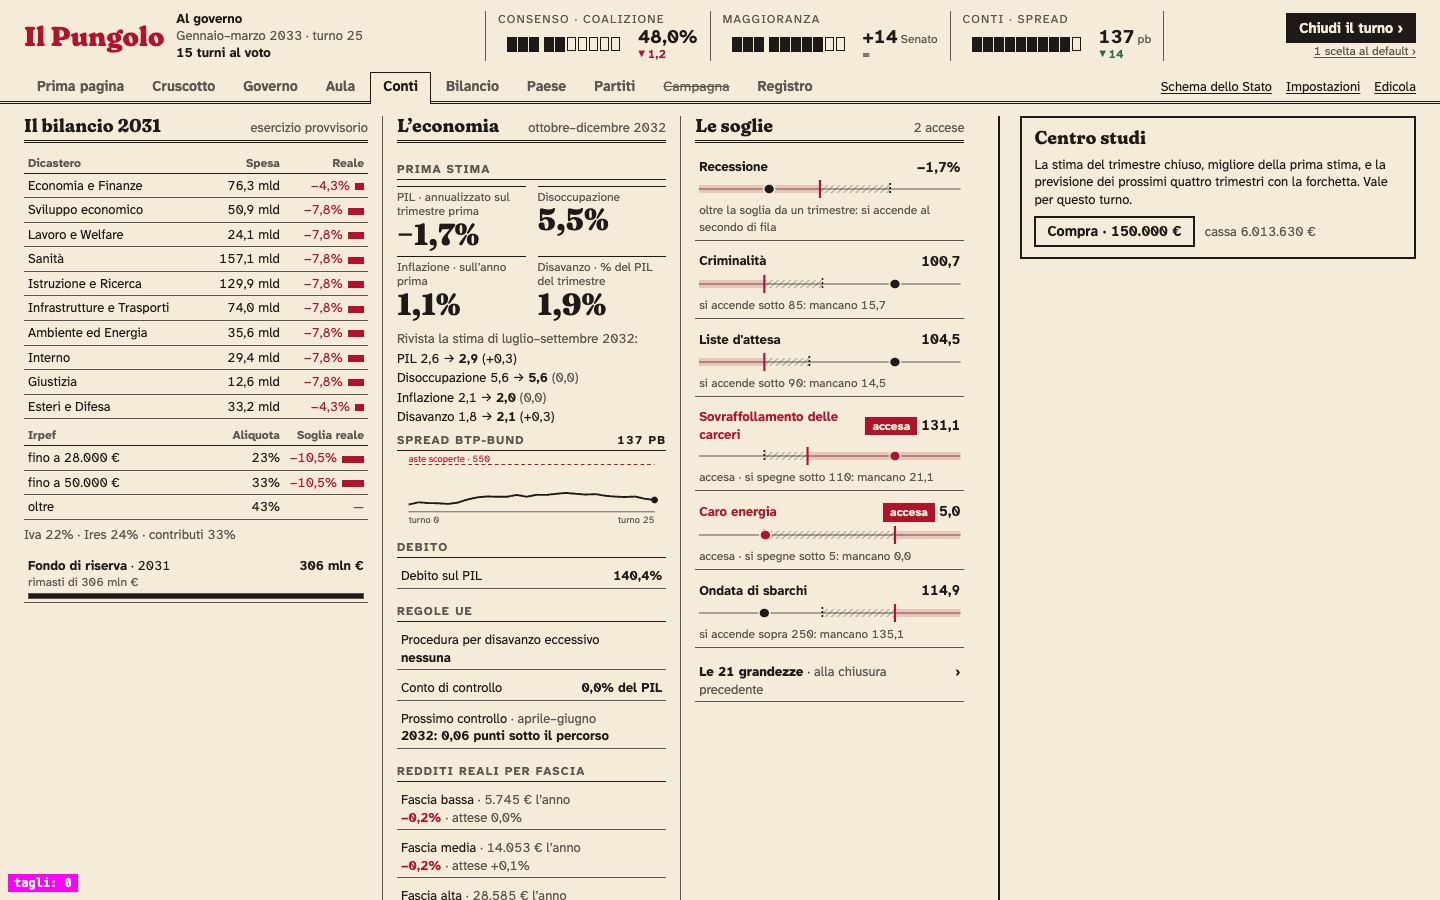 Il Pungolo
Al governo
Gennaio–marzo 2033 · turno 25
15 turni al voto
CONSENSO · COALIZIONE
48,0%
▼1,2
MAGGIORANZA
+14 Senato
=
CONTI · SPREAD
137 pb
▼14
Chiudi il turno ›
1 scelta al default ›
Prima pagina Cruscotto Governo Aula Conti Bilancio Paese Partiti Campagna Registro
Schema dello Stato Impostazioni Edicola
Il bilancio 2031 esercizio provvisorio
Dicastero Spesa Reale
Economia e Finanze 76,3 mld −4,3%
Sviluppo economico 50,9 mld −7,8%
Lavoro e Welfare 24,1 mld −7,8%
Sanità 157,1 mld −7,8%
Istruzione e Ricerca 129,9 mld −7,8%
Infrastrutture e Trasporti 74,0 mld −7,8%
Ambiente ed Energia 35,6 mld −7,8%
Interno 29,4 mld −7,8%
Giustizia 12,6 mld −7,8%
Esteri e Difesa 33,2 mld −4,3%
Irpef Aliquota Soglia reale
fino a 28.000 € 23% −10,5%
fino a 50.000 € 33% −10,5%
oltre 43% —
Iva 22% · Ires 24% · contributi 33%
Fondo di riserva · 2031 306 mln €
rimasti di 306 mln €
L’economia ottobre–dicembre 2032
PRIMA STIMA
PIL · annualizzato sul
trimestre prima
−1,7%
Disoccupazione
5,5%
Inflazione · sull’anno
prima
1,1%
Disavanzo · % del PIL
del trimestre
1,9%
Rivista la stima di luglio–settembre 2032:
PIL 2,6 → 2,9 (+0,3)
Disoccupazione 5,6 → 5,6 (0,0)
Inflazione 2,1 → 2,0 (0,0)
Disavanzo 1,8 → 2,1 (+0,3)
SPREAD BTP-BUND 137 PB
aste scoperte · 550
turno 0 turno 25
DEBITO
Debito sul PIL 140,4%
REGOLE UE
Procedura per disavanzo eccessivo
nessuna
Conto di controllo 0,0% del PIL
Prossimo controllo · aprile–giugno
2032: 0,06 punti sotto il percorso
REDDITI REALI PER FASCIA
Fascia bassa · 5.745 € l’anno
−0,2% · attese 0,0%
Fascia media · 14.053 € l’anno
−0,2% · attese +0,1%
Fascia alta · 28.585 € l’anno
Le soglie 2 accese
Recessione −1,7%
oltre la soglia da un trimestre: si accende al
secondo di fila
Criminalità 100,7
si accende sotto 85: mancano 15,7
Liste d'attesa 104,5
si accende sotto 90: mancano 14,5
Sovraffollamento delle
carceri
accesa 131,1
accesa · si spegne sotto 110: mancano 21,1
Caro energia accesa 5,0
accesa · si spegne sotto 5: mancano 0,0
Ondata di sbarchi 114,9
si accende sopra 250: mancano 135,1
Le 21 grandezze · alla chiusura
precedente
›
Centro studi
La stima del trimestre chiuso, migliore della prima stima, e la
previsione dei prossimi quattro trimestri con la forchetta. Vale
per questo turno.
Compra · 150.000 € cassa 6.013.630 €
tagli: 0